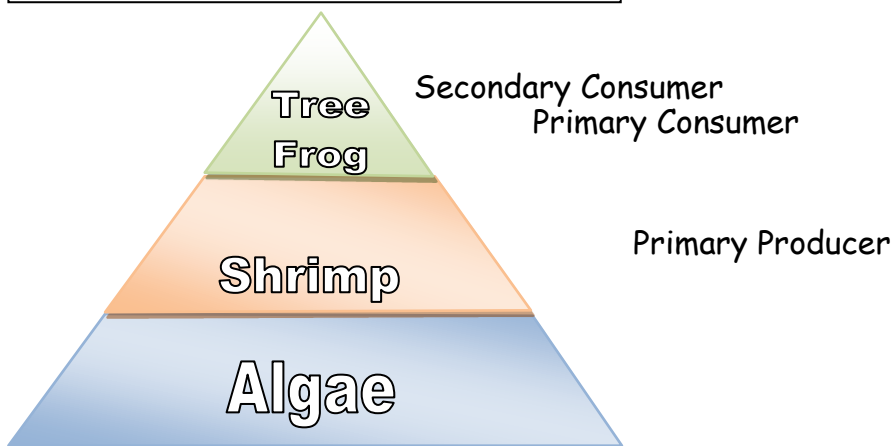 Secondary Consumer
Tree
Primary Consumer
Frog
Primary Producer
Shrimp
Algae